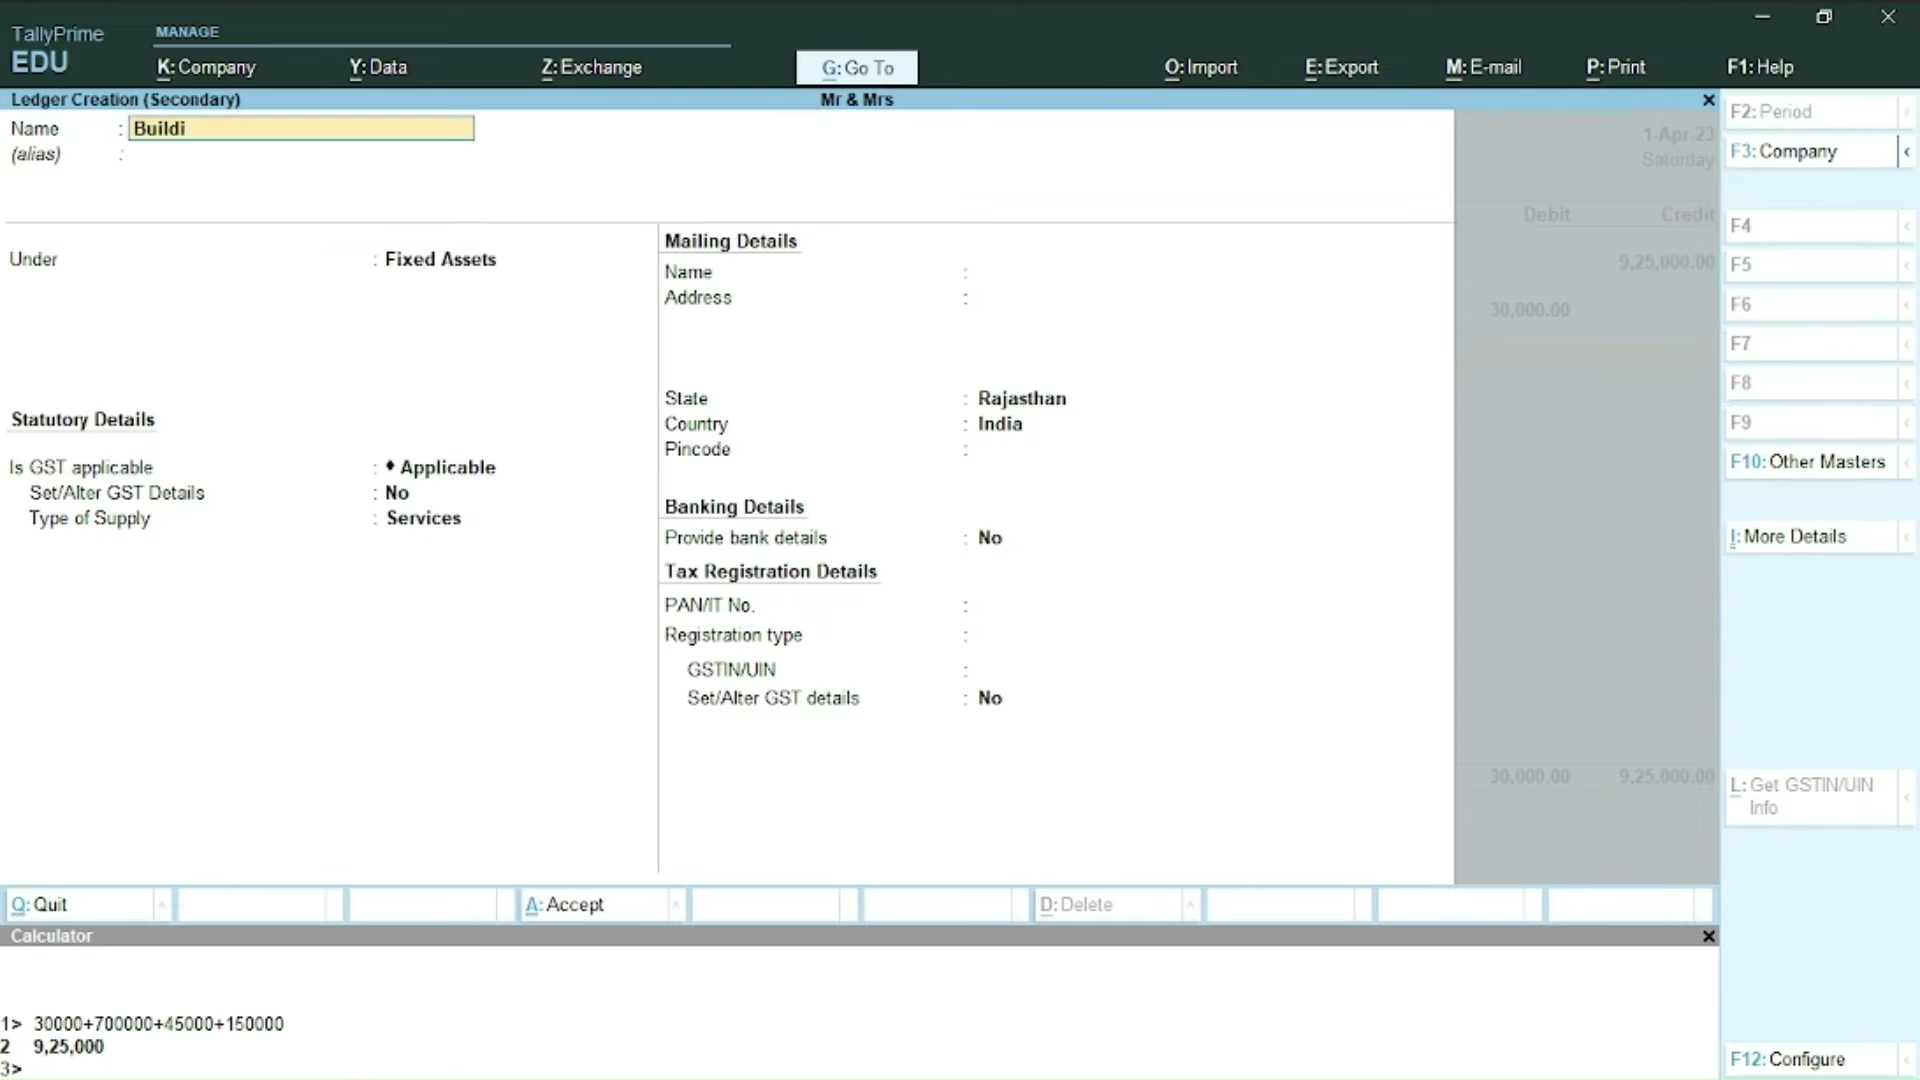 TallyPrime
EDU
MANAGE
K: Company
Y: Data
Z: Exchange
G: Go To
O: Import
E: Export
M: E-mail
P: Print
F1: Help
Ledger Creation (Secondary)
Mr & Mrs
Name : Buildi
(alias) :
Under : Fixed Assets
Statutory Details
Is GST applicable : ♦ Applicable
Set/Alter GST Details : No
Type of Supply : Services
Mailing Details
Name :
Address :
State : Rajasthan
Country : India
Pincode :
Banking Details
Provide bank details : No
Tax Registration Details
PAN/IT No. :
Registration type :
GSTIN/UIN :
Set/Alter GST details : No
1-Apr-23
Saturday
Debit Credit
9,25,000.00
30,000.00
30,000.00 9,25,000.00
F2: Period
F3: Company
F4
F5
F6
F7
F8
F9
F10: Other Masters
I: More Details
L: Get GSTIN/UIN
Info
F12: Configure
Q: Quit
A: Accept
D: Delete
Calculator
1> 30000+700000+45000+150000
2 9,25,000
3>